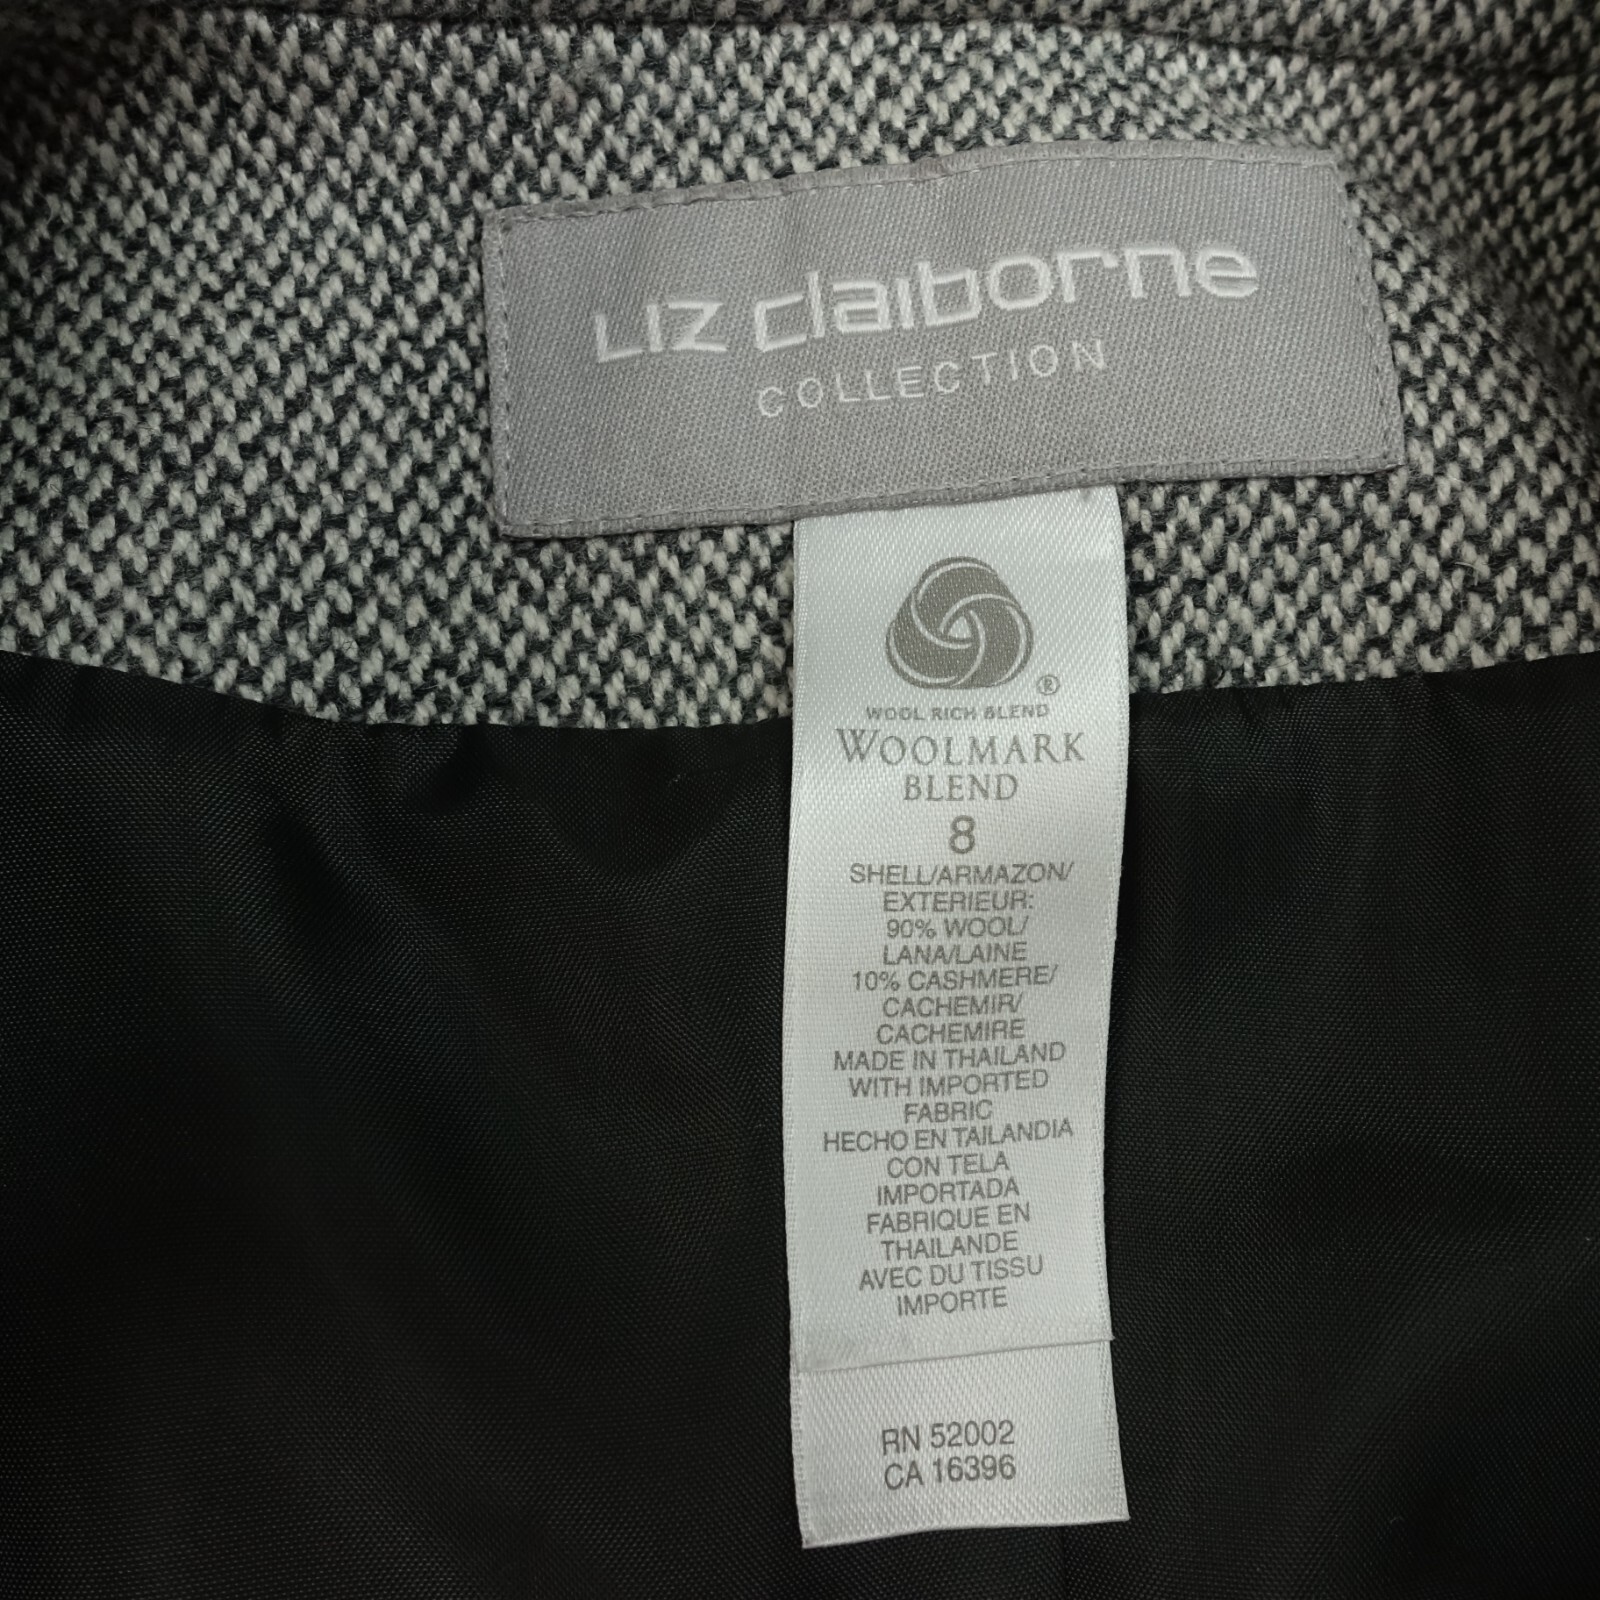 LIZ claiborne
COLLECTION
®
WOOL RICH BLEND
WOOLMARK
BLEND
8
SHELL/ARMAZON/
EXTERIEUR:
90% WOOL/
LANA/LAINE
10% CASHMERE/
CACHEMIR/
CACHEMIRE
MADE IN THAILAND
WITH IMPORTED
FABRIC
HECHO EN TAILANDIA
CON TELA
IMPORTADA
FABRIQUE EN
THAILANDE
AVEC DU TISSU
IMPORTE
RN 52002
CA 16396